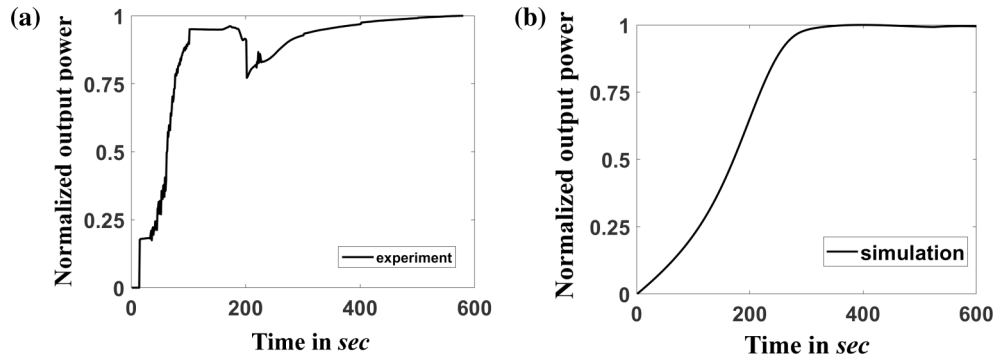 (a)
Normalized output power
1
0.75
0.5
0.25
0
0
200
400
600
experiment
Time in sec
(b)
Normalized output power
1
0.75
0.5
0.25
0
0
200
400
600
simulation
Time in sec